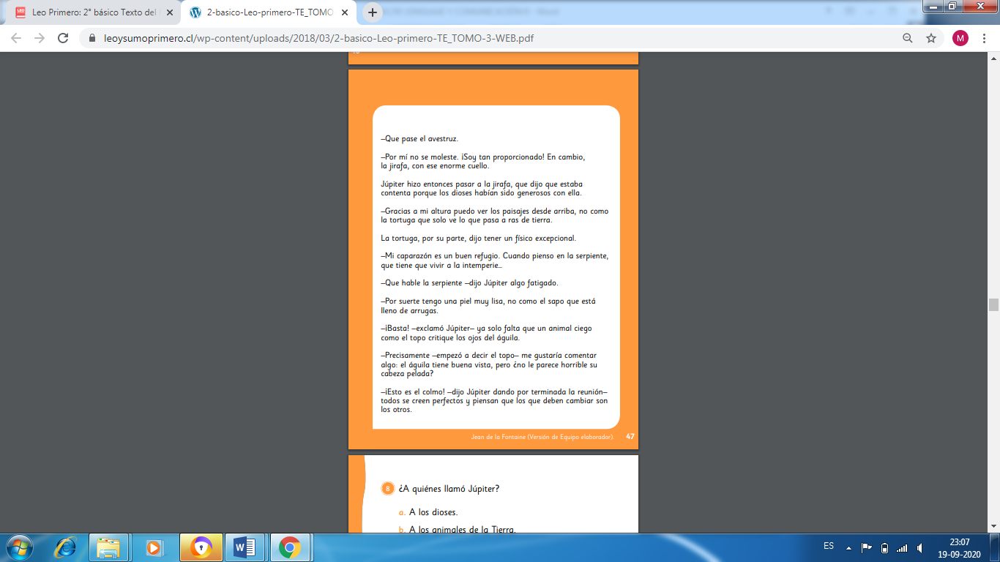 Leo Primero: 2° básico Texto del
2-basico-Leo-primero-TE_TOMO
leoysumoprimero.cl/wp-content/uploads/2018/03/2-basico-Leo-primero-TE_TOMO-3-WEB.pdf
M
–Que pase el avestruz.
–Por mí no se moleste. ¡Soy tan proporcionado! En cambio,
la jirafa, con ese enorme cuello.
Júpiter hizo entonces pasar a la jirafa, que dijo que estaba
contenta porque los dioses habían sido generosos con ella.
–Gracias a mi altura puedo ver los paisajes desde arriba, no como
la tortuga que solo ve lo que pasa a ras de tierra.
La tortuga, por su parte, dijo tener un físico excepcional.
–Mi caparazón es un buen refugio. Cuando pienso en la serpiente,
que tiene que vivir a la intemperie...
–Que hable la serpiente –dijo Júpiter algo fatigado.
–Por suerte tengo una piel muy lisa, no como el sapo que está
lleno de arrugas.
–¡Basta! –exclamó Júpiter– ya solo falta que un animal ciego
como el topo critique los ojos del águila.
–Precisamente –empezó a decir el topo– me gustaría comentar
algo: el águila tiene buena vista, pero ¿no le parece horrible su
cabeza pelada?
–¡Esto es el colmo! –dijo Júpiter dando por terminada la reunión–
todos se creen perfectos y piensan que los que deben cambiar son
los otros.
Jean de la Fontaine (Versión de Equipo elaborador).
47
8 ¿A quiénes llamó Júpiter?
a. A los dioses.
b. A los animales de la Tierra.
ES
23:07
19-09-2020